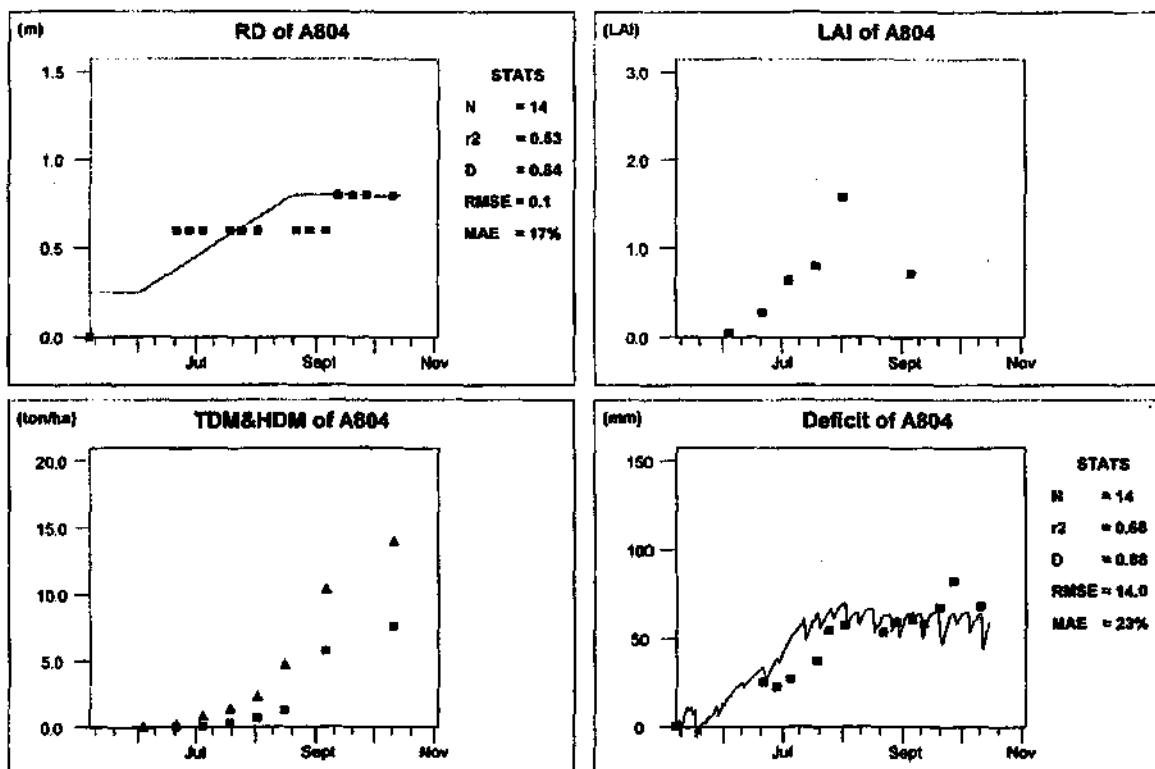 (m) RD of A804
1.5
1.0
0.5
0.0
Jul Sept Nov
STATS
N = 14
r2 = 0.53
D = 0.84
RMSE = 0.1
MAE = 17%
(LAI) LAI of A804
3.0
2.0
1.0
0.0
Jul Sept Nov
(ton/ha) TDM&HDM of A804
20.0
15.0
10.0
5.0
0.0
Jul Sept Nov
(mm) Deficit of A804
150
100
50
0
Jul Sept Nov
STATS
N = 14
r2 = 0.68
D = 0.88
RMSE = 14.0
MAE = 23%